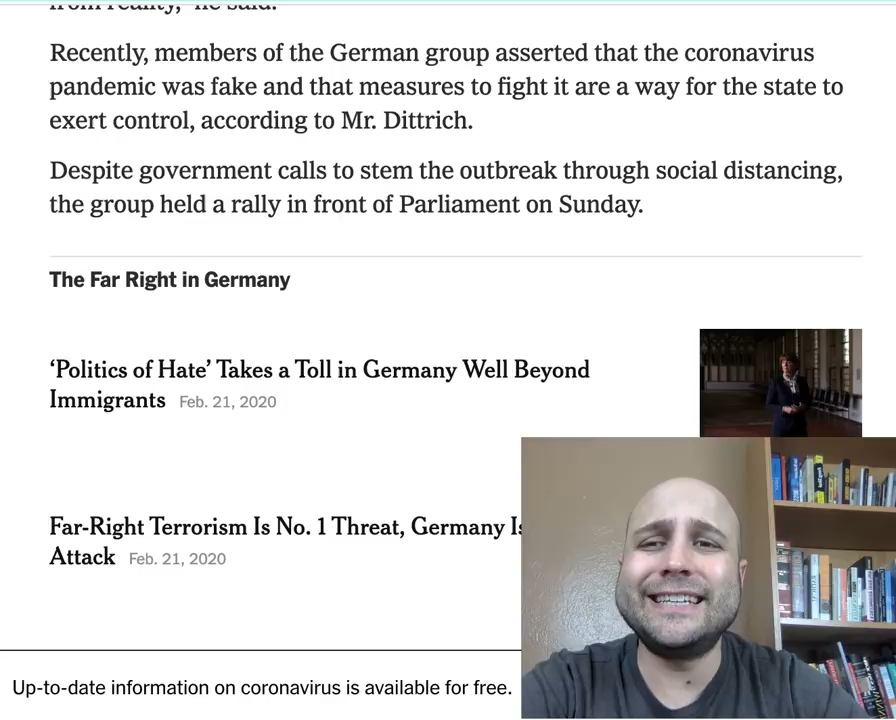 from reality," he said.
Recently, members of the German group asserted that the coronavirus
pandemic was fake and that measures to fight it are a way for the state to
exert control, according to Mr. Dittrich.
Despite government calls to stem the outbreak through social distancing,
the group held a rally in front of Parliament on Sunday.
The Far Right in Germany
‘Politics of Hate’ Takes a Toll in Germany Well Beyond
Immigrants Feb. 21, 2020
Far-Right Terrorism Is No. 1 Threat, Germany
Attack Feb. 21, 2020
Up-to-date information on coronavirus is available for free.